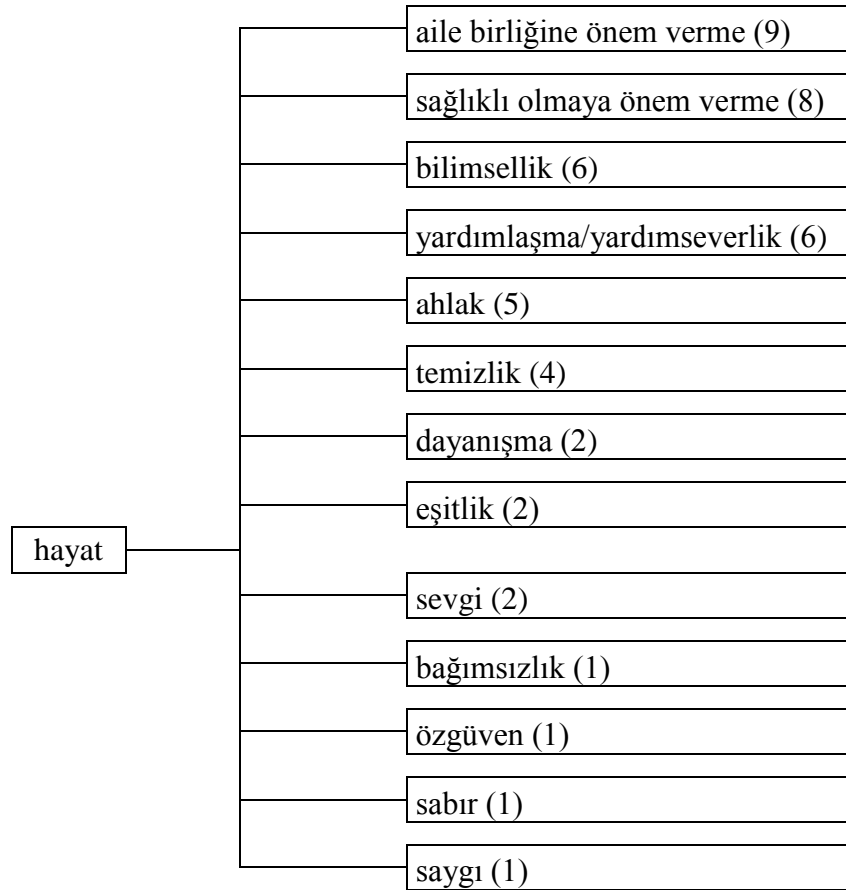 aile birliğine önem verme (9)
sağlıklı olmaya önem verme (8)
bilimsellik (6)
yardımlaşma/yardımseverlik (6)
ahlak (5)
temizlik (4)
dayanışma (2)
eşitlik (2)
hayat
sevgi (2)
bağımsızlık (1)
özgüven (1)
sabır (1)
saygı (1)